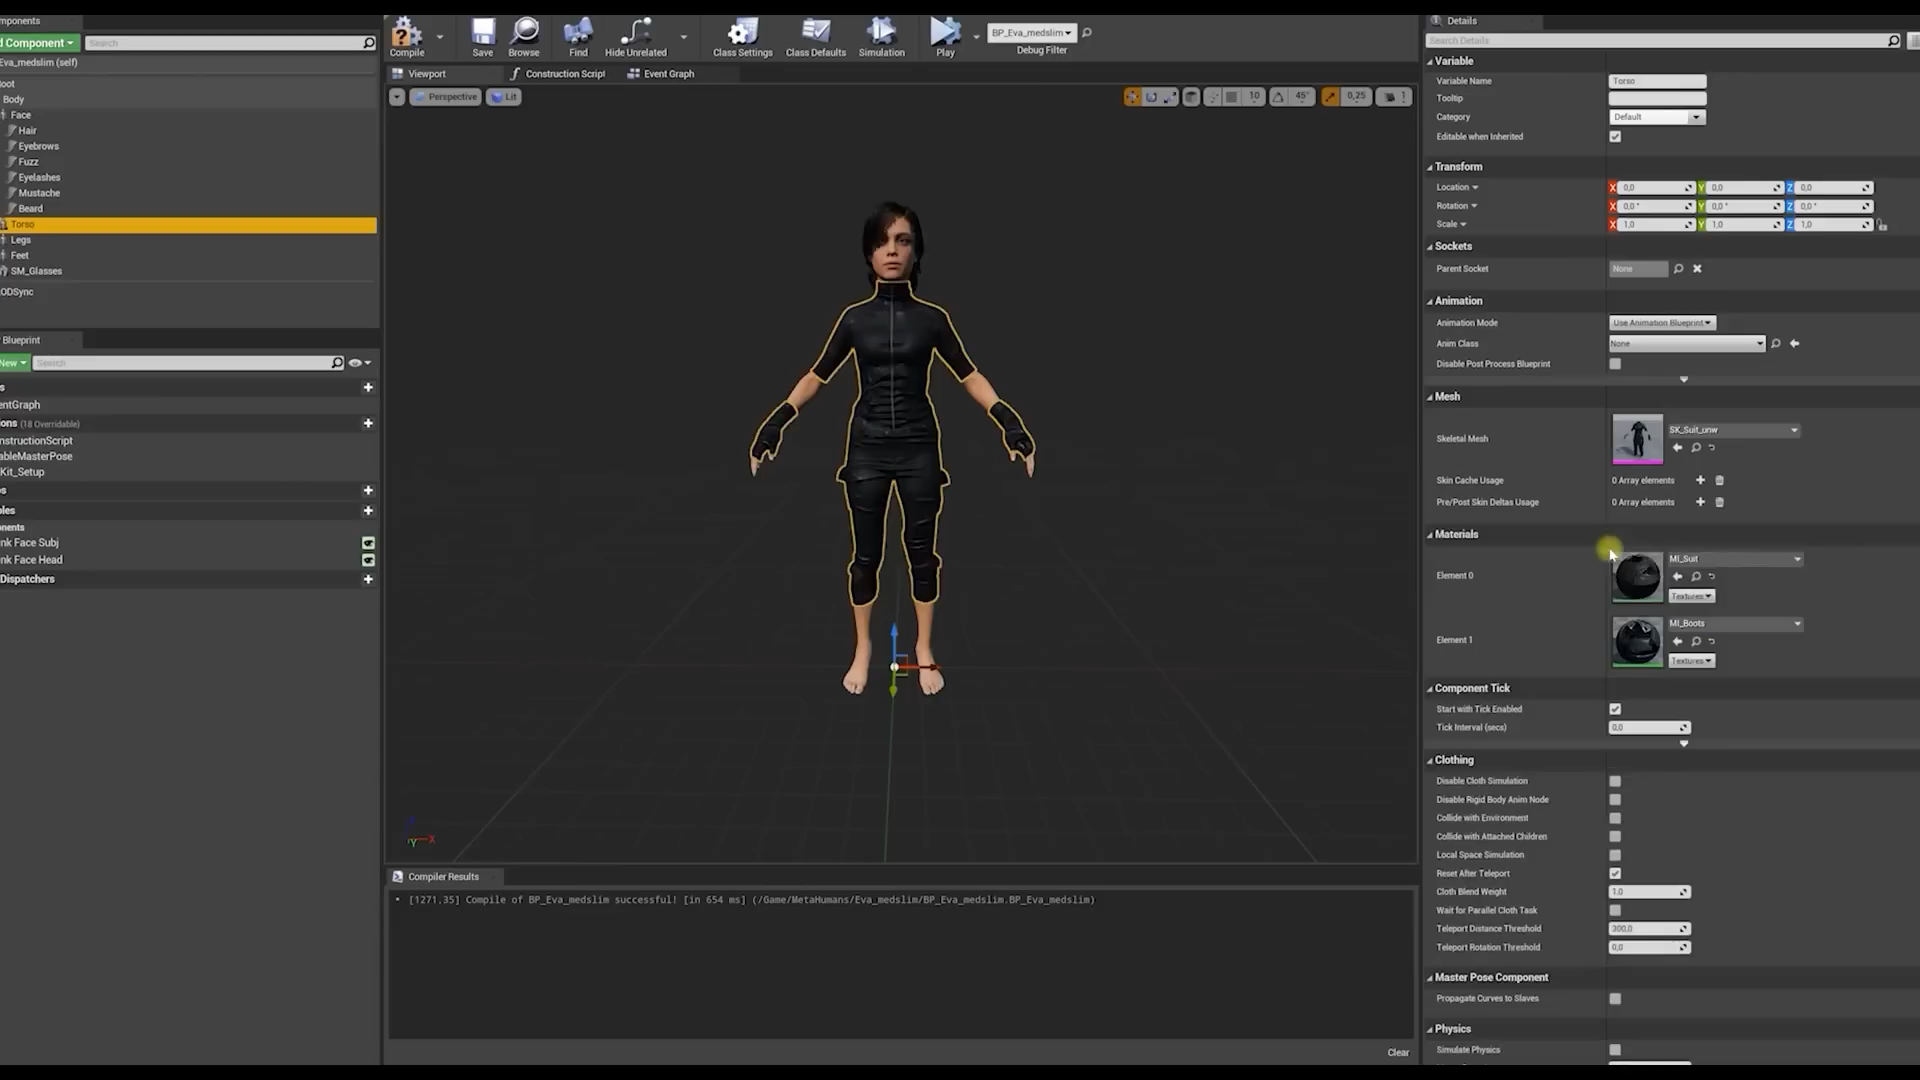 mponents
d Component
Search
Eva_medslim (self)
oot
Body
Face
Hair
Eyebrows
Fuzz
Eyelashes
Mustache
Beard
Torso
Legs
Feet
SM_Glasses
ODSync
Blueprint
New
Search
s
entGraph
ons (18 Overridable)
nstructionScript
ableMasterPose
Kit_Setup
s
bles
onents
nk Face Subj
nk Face Head
Dispatchers
Compile
Save
Browse
Find
Hide Unrelated
Class Settings
Class Defaults
Simulation
Play
BP_Eva_medslim
Debug Filter
Viewport
Construction Script
Event Graph
Perspective
Lit
10
45°
0,25
1
X
Y
Compiler Results
[1271,35] Compile of BP_Eva_medslim successful! [in 654 ms] (/Game/MetaHumans/Eva_medslim/BP_Eva_medslim.BP_Eva_medslim)
Clear
Details
Search Details
Variable
Variable Name Torso
Tooltip
Category Default
Editable when Inherited
Transform
Location X 0,0 Y 0,0 Z 0,0
Rotation X 0,0° Y 0,0° Z 0,0°
Scale X 1,0 Y 1,0 Z 1,0
Sockets
Parent Socket None
Animation
Animation Mode Use Animation Blueprint
Anim Class None
Disable Post Process Blueprint
Mesh
Skeletal Mesh SK_Suit_unw
Skin Cache Usage 0 Array elements
Pre/Post Skin Deltas Usage 0 Array elements
Materials
Element 0 MI_Suit
Textures
Element 1 MI_Boots
Textures
Component Tick
Start with Tick Enabled
Tick Interval (secs) 0,0
Clothing
Disable Cloth Simulation
Disable Rigid Body Anim Node
Collide with Environment
Collide with Attached Children
Local Space Simulation
Reset After Teleport
Cloth Blend Weight 1,0
Wait for Parallel Cloth Task
Teleport Distance Threshold 300,0
Teleport Rotation Threshold 0,0
Master Pose Component
Propagate Curves to Slaves
Physics
Simulate Physics